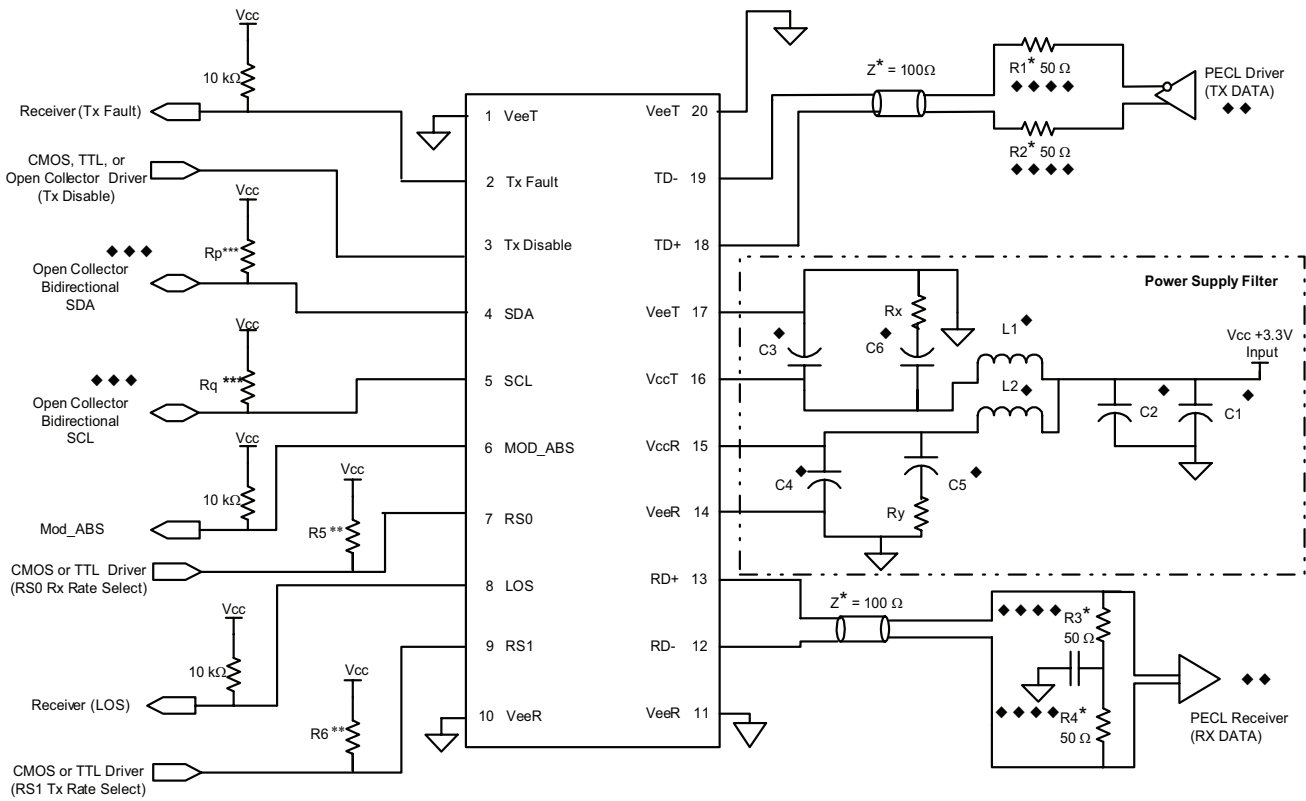 Vcc
10 kΩ
Receiver (Tx Fault)
CMOS, TTL, or
Open Collector Driver
(Tx Disable)
Vcc
◆ ◆ ◆
Rp***
Open Collector
Bidirectional
SDA
Vcc
◆ ◆ ◆
Rq ***
Open Collector
Bidirectional
SCL
Vcc
10 kΩ
Mod_ABS
Vcc
R5 **
CMOS or TTL Driver
(RS0 Rx Rate Select)
Vcc
10 kΩ
Receiver (LOS)
Vcc
R6 **
CMOS or TTL Driver
(RS1 Tx Rate Select)
1 VeeT
2 Tx Fault
3 Tx Disable
4 SDA
5 SCL
6 MOD_ABS
7 RS0
8 LOS
9 RS1
10 VeeR
VeeT 20
TD- 19
TD+ 18
VeeT 17
VccT 16
VccR 15
VeeR 14
RD+ 13
RD- 12
VeeR 11
Z* = 100Ω
R1* 50 Ω
◆ ◆ ◆ ◆
R2* 50 Ω
◆ ◆ ◆ ◆
PECL Driver
(TX DATA)
◆ ◆
Power Supply Filter
Rx
C3 ◆
C6 ◆
L1 ◆
L2 ◆
Vcc +3.3V
Input
C2 ◆
C1 ◆
C4 ◆
C5 ◆
Ry
Z* = 100 Ω
◆ ◆ ◆ ◆
R3*
50 Ω
◆ ◆ ◆ ◆
R4*
50 Ω
◆ ◆
PECL Receiver
(RX DATA)